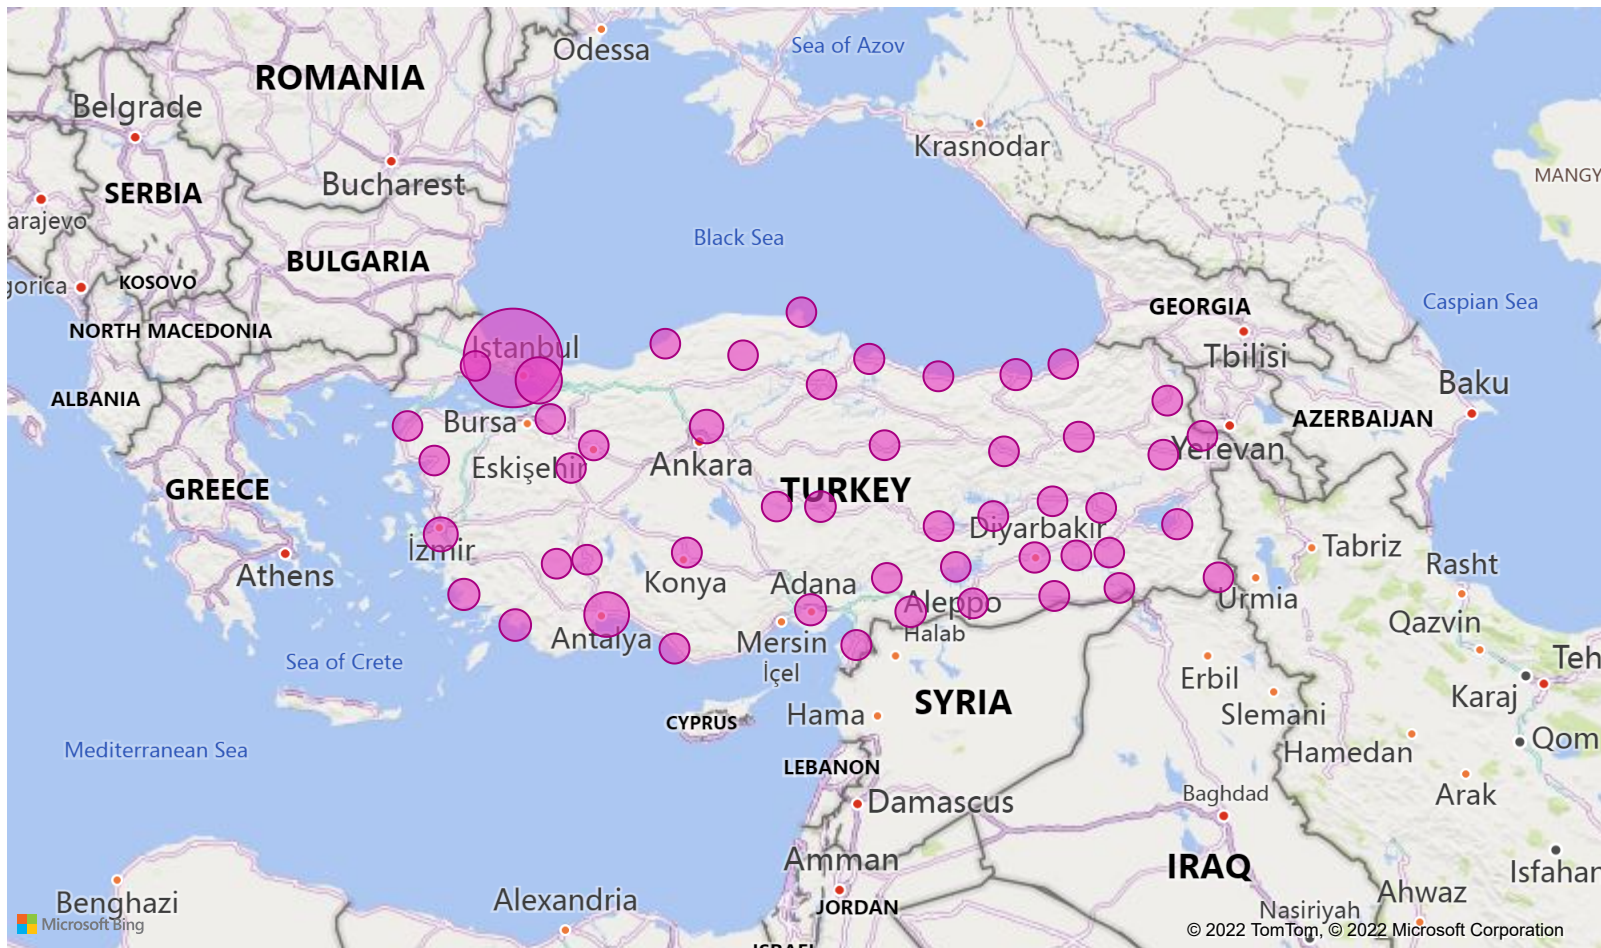 Odessa
Sea of Azov
ROMANIA
Belgrade
Krasnodar
Bucharest
MANGY
SERBIA
arajevo
Black Sea
BULGARIA
KOSOVO
gorica
Caspian Sea
GEORGIA
NORTH MACEDONIA
Istanbul
Tbilisi
Baku
ALBANIA
AZERBAIJAN
Bursa
Yerevan
Ankara
Eskişehir
GREECE
TURKEY
Diyarbakir
İzmir
Tabriz
Rasht
Athens
Konya
Adana
Urmia
Aleppo
Halab
Qazvin
Antalya
Mersin
İçel
Sea of Crete
Teh
Erbil
Karaj
SYRIA
Slemani
Hama
CYPRUS
Qom
Mediterranean Sea
Hamedan
LEBANON
Baghdad
Arak
Damascus
Amman
IRAQ
Isfahan
Alexandria
Benghazi
Ahwaz
JORDAN
Nasiriyah
Microsoft Bing
© 2022 TomTom, © 2022 Microsoft Corporation
ISRAEL